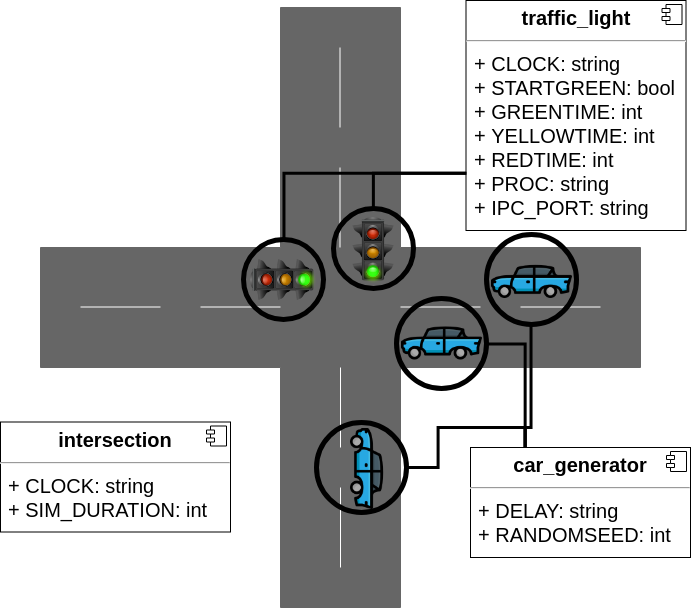 traffic_light
+ CLOCK: string
+ STARTGREEN: bool
+ GREENTIME: int
+ YELLOWTIME: int
+ REDTIME: int
+ PROC: string
+ IPC_PORT: string
intersection
+ CLOCK: string
+ SIM_DURATION: int
car_generator
+ DELAY: string
+ RANDOMSEED: int